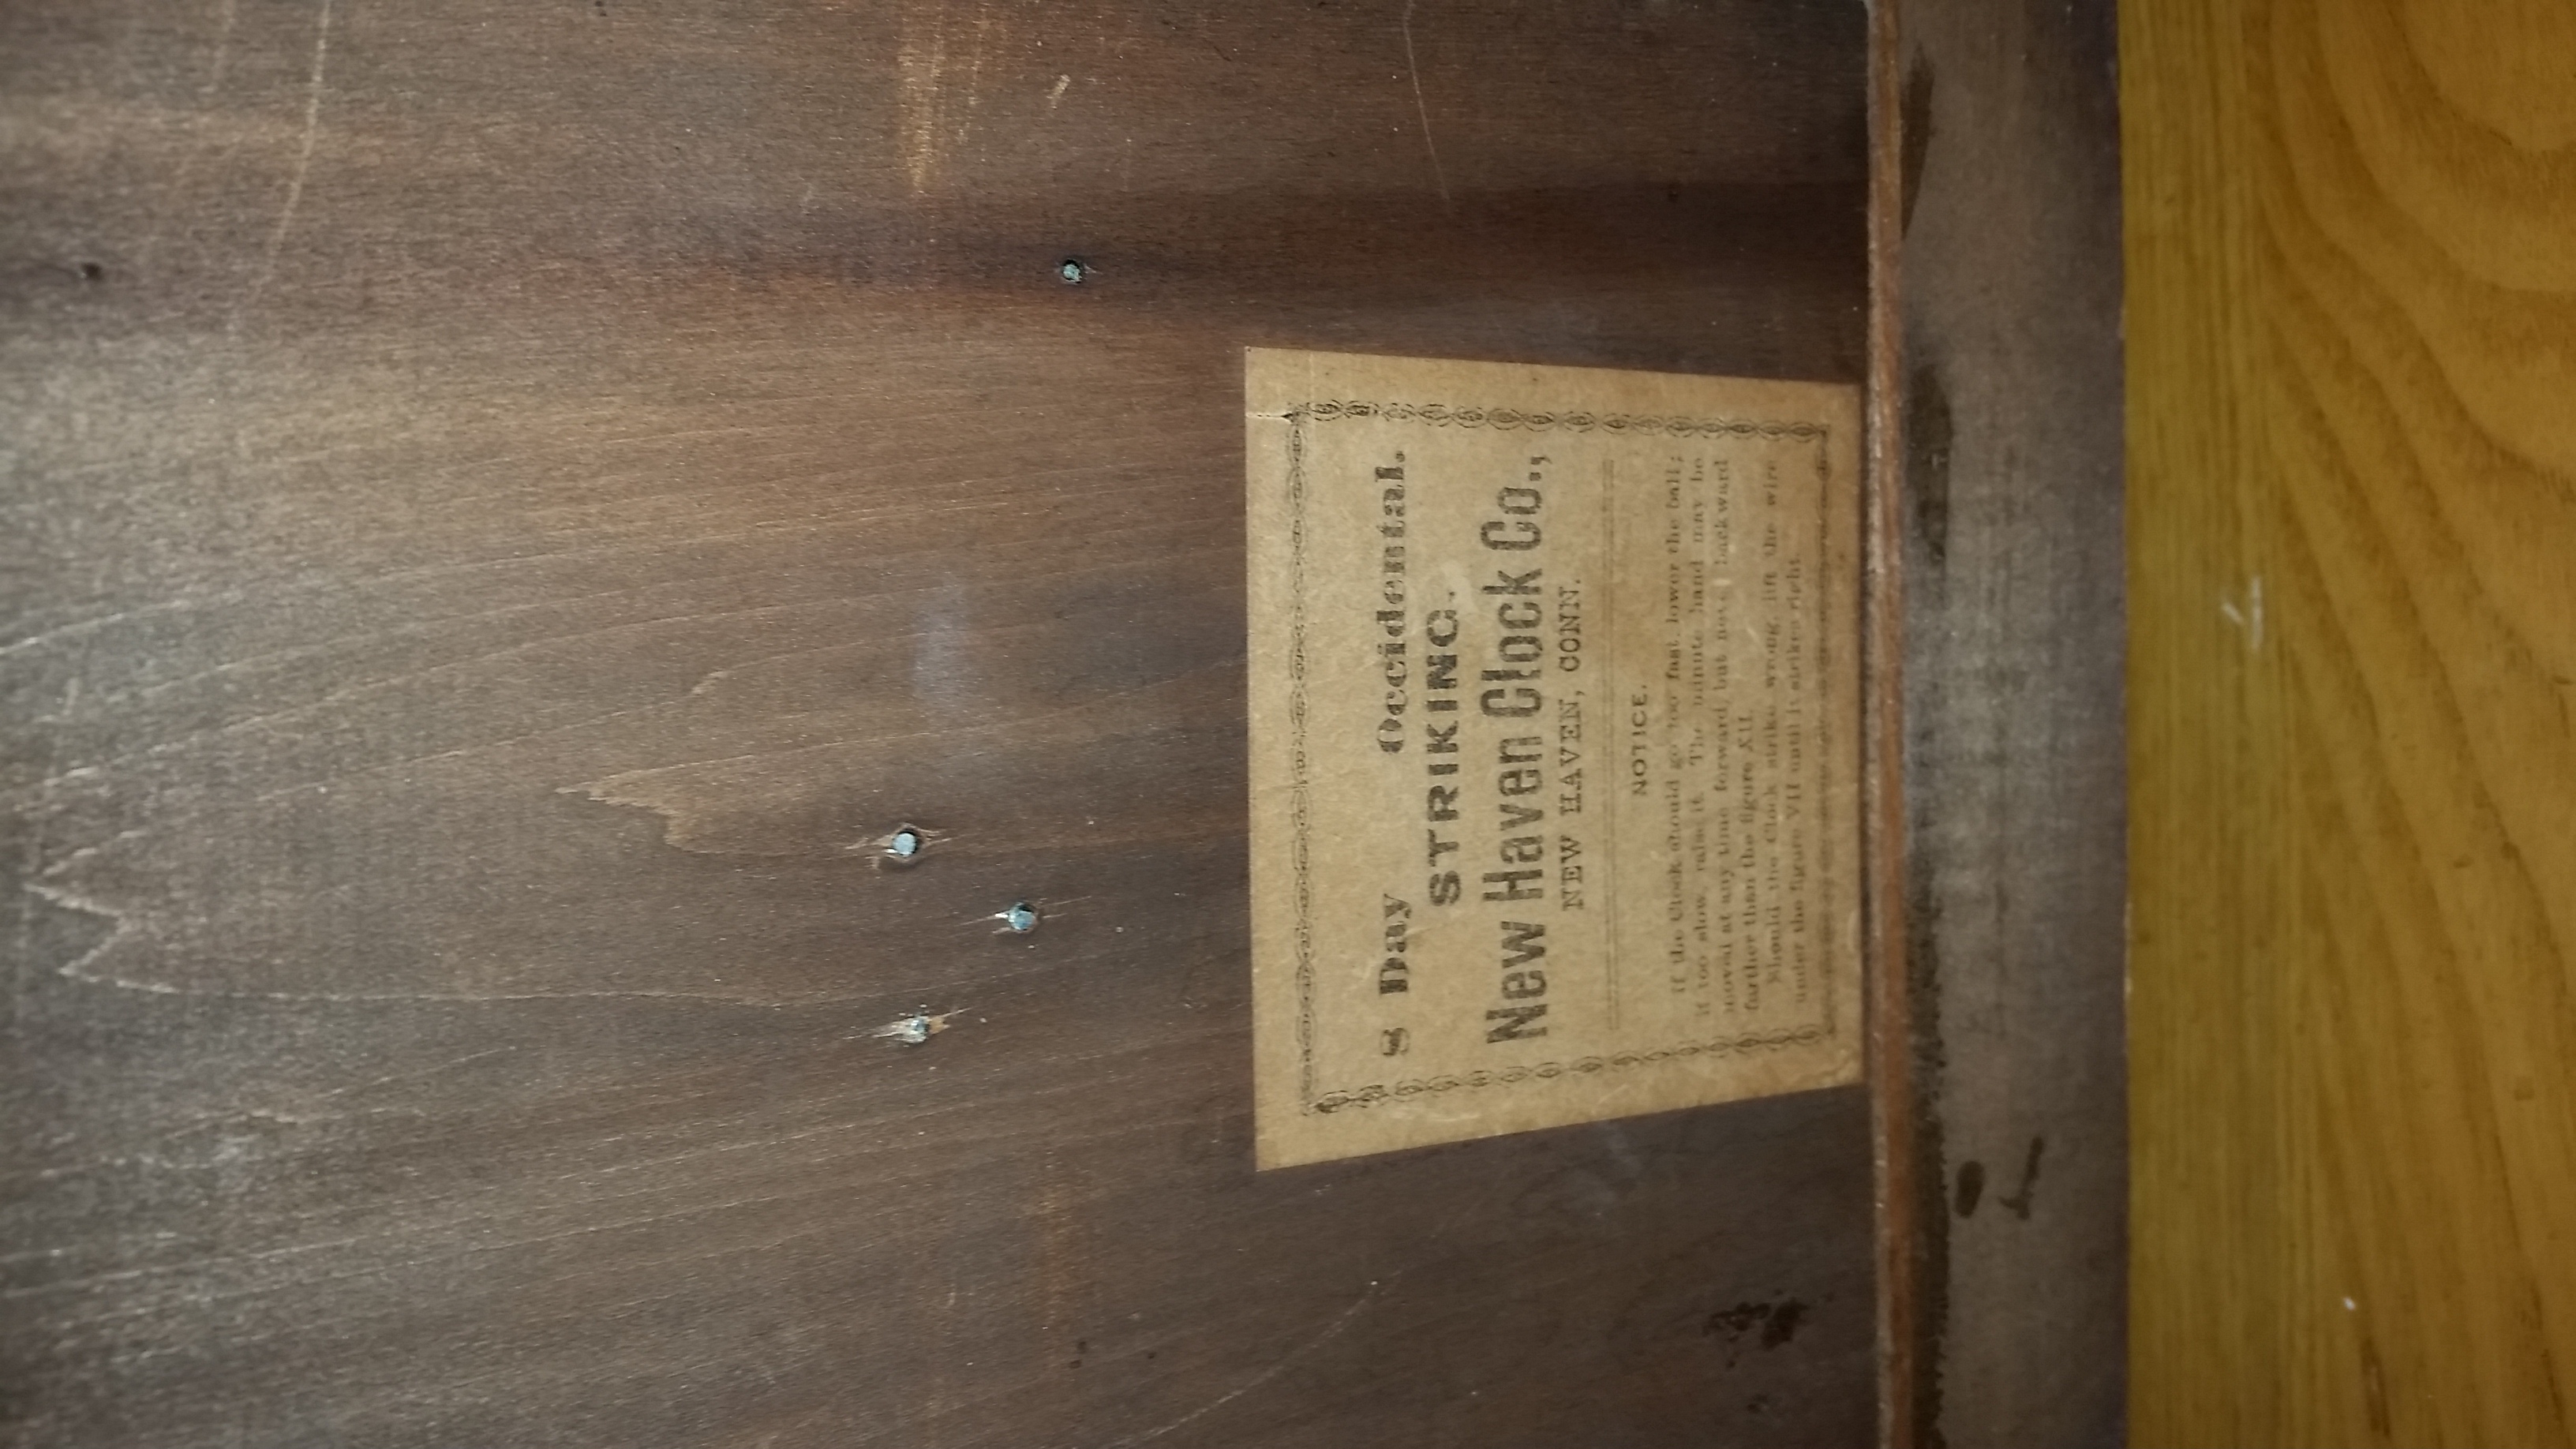 8 Day Occidental.
STRIKING.
New Haven Clock Co.,
NEW HAVEN, CONN.
NOTICE.
If the Clock should go too fast, lower the ball;
if too slow, raise it. The minute hand may be
moved at any time forward, but not backward
farther than the figure XII.
Should the Clock strike wrong, lift the wire
under the figure VII until it strikes right.